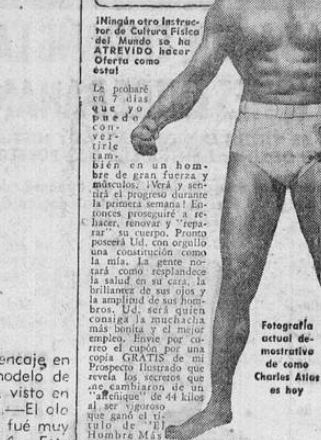 ¡Ningún otro Instruc-
tor de Cultura Física
del Mundo se ha
ATREVIDO hacer
Oferta como
ésta!
Le probaré
en 7 días
que yo
puedo
con-
ver-
tirle
tam-
bién en un hom-
bre de gran fuerza y
músculos. ¡Verá y sen-
tirá el progreso durante
la primera semana! En-
tonces proseguiré a re-
hacer, renovar y "repa-
rar" su cuerpo. Pronto
poseerá Ud. con orgullo
una constitución como
la mía. La gente no-
tará como resplandece
la salud en su cara, la
brillantez de sus ojos y
la amplitud de sus hom-
bros. Ud. será quien
consiga la muchacha
más bonita y el mejor
empleo. Envíe por co-
rreo el cupón por una
copia GRATIS de mi
Prospecto Ilustrado que
revela los secretos que
me cambiaron de un
"alfeñique" de 44 kilos
al ser vigoroso
que ganó el tí-
tulo de "El
Hombre Más
Fotografía
actual de-
mostrativa
de como
Charles Atlas
es hoy
encaje en
modelo de
visto en
.—El olo
fué muy